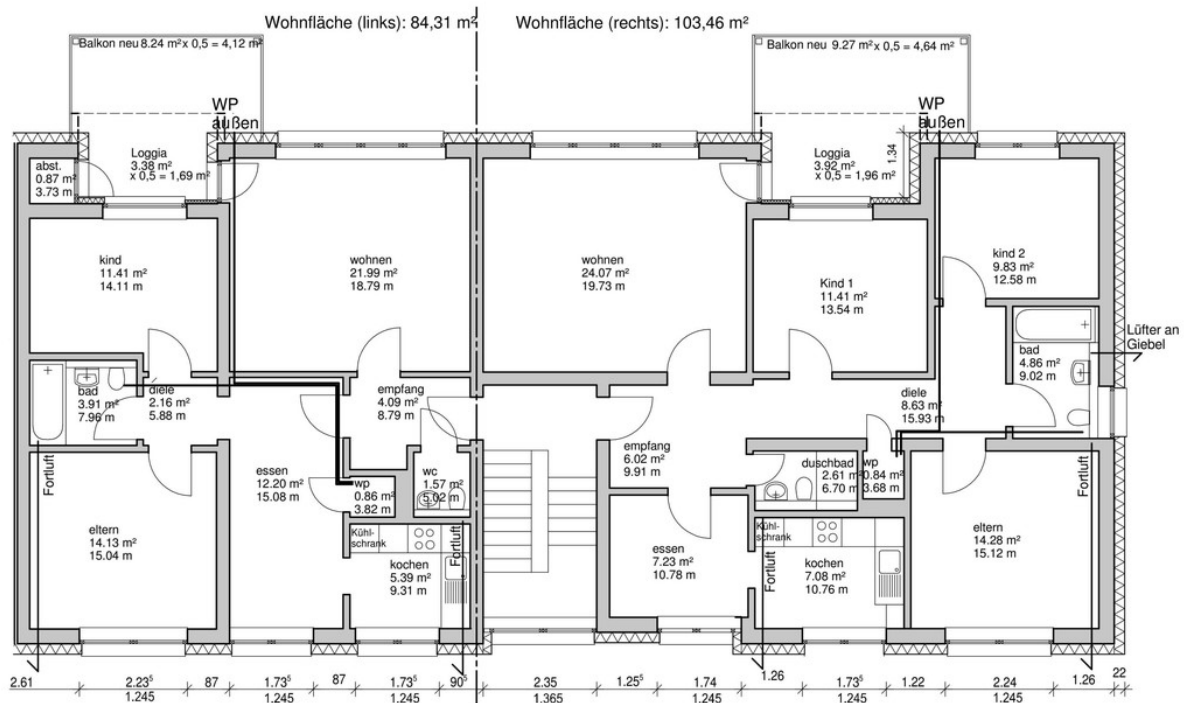 Wohnfläche (links): 84,31 m²
Wohnfläche (rechts): 103,46 m²
Balkon neu 8.24 m² x 0,5 = 4,12 m²
Balkon neu 9.27 m² x 0,5 = 4,64 m²
WP
außen
WP
außen
abst.
0.87 m²
3.73 m
Loggia
3.38 m²
x 0,5 = 1,69 m²
Loggia
3.92 m²
x 0,5 = 1,96 m²
1.34
kind
11.41 m²
14.11 m
wohnen
21.99 m²
18.79 m
wohnen
24.07 m²
19.73 m
Kind 1
11.41 m²
13.54 m
kind 2
9.83 m²
12.58 m
Lüfter an
Giebel
bad
3.91 m²
7.96 m
diele
2.16 m²
5.88 m
empfang
4.09 m²
8.79 m
bad
4.86 m²
9.02 m
diele
8.63 m²
15.93 m
empfang
6.02 m²
9.91 m
Fortluft
essen
12.20 m²
15.08 m
wp
0.86 m²
3.82 m
wc
1.57 m²
5.02 m
duschbad
2.61 m²
6.70 m
wp
0.84 m²
3.68 m
Fortluft
eltern
14.13 m²
15.04 m
Kühl-
schrank
kochen
5.39 m²
9.31 m
Fortluft
essen
7.23 m²
10.78 m
Kühl-
schrank
Fortluft
kochen
7.08 m²
10.76 m
eltern
14.28 m²
15.12 m
2.61
2.23⁵
87
1.73⁵
87
1.73⁵
90⁵
2.35
1.25⁵
1.74
1.26
1.73⁵
1.22
2.24
1.26
22
1.245
1.245
1.245
1.365
1.245
1.245
1.245